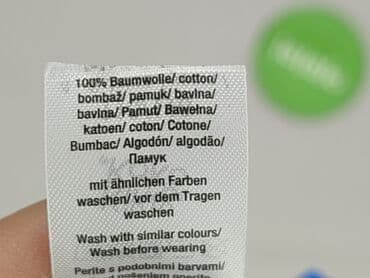 100% Baumwolle/ cotton/
bombaž/ pamuk/ bavlna/
bavlna/ Pamut/ Bawełna/
katoen/ coton/ Cotone/
Bumbac/ Algodón/ algodão/
Памук
mit ähnlichen Farben
waschen/ vor dem Tragen
waschen
Wash with similar colours/
Wash before wearing
Perite s podobnimi barvami/